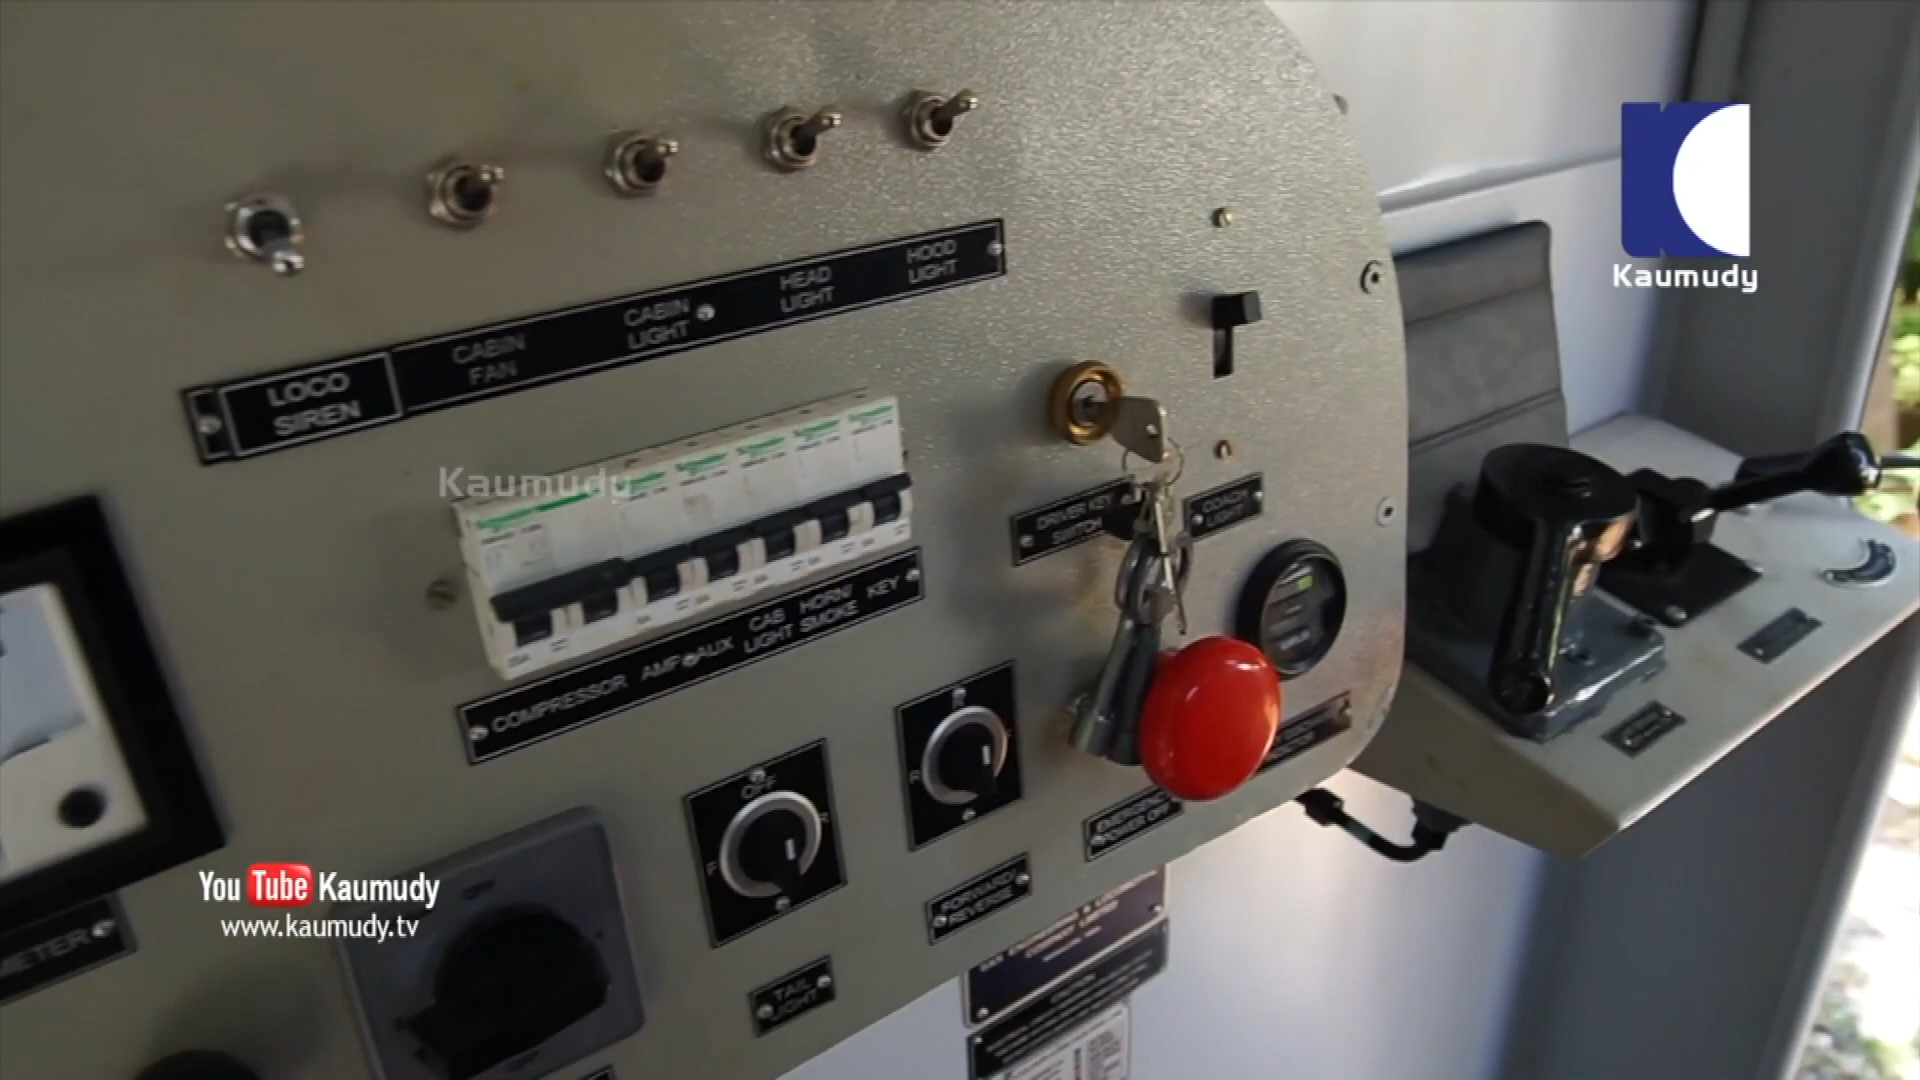 Kaumudy
HOOD
LIGHT
HEAD
LIGHT
CABIN
LIGHT
CABIN
FAN
LOCO
SIREN
Kaumudy
DRIVER KEY
SWITCH
COACH
LIGHT
COMPRESSOR AMP AUX CAB LIGHT HORN/ SMOKE KEY
OFF
F
R
R
R
EMERGENCY
POWER OFF
FORWARD/
REVERSE
TAIL
LIGHT
METER
OFF
You Tube Kaumudy
www.kaumudy.tv